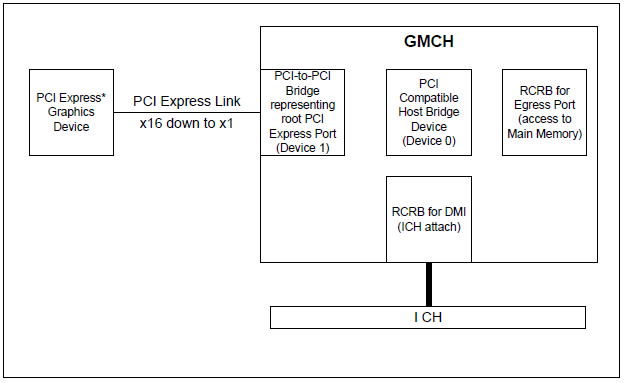 GMCH
PCI Express*
Graphics
Device
PCI Express Link
x16 down to x1
PCI-to-PCI
Bridge
representing
root PCI
Express Port
(Device 1)
PCI
Compatible
Host Bridge
Device
(Device 0)
RCRB for
Egress Port
(access to
Main Memory)
RCRB for DMI
(ICH attach)
I CH